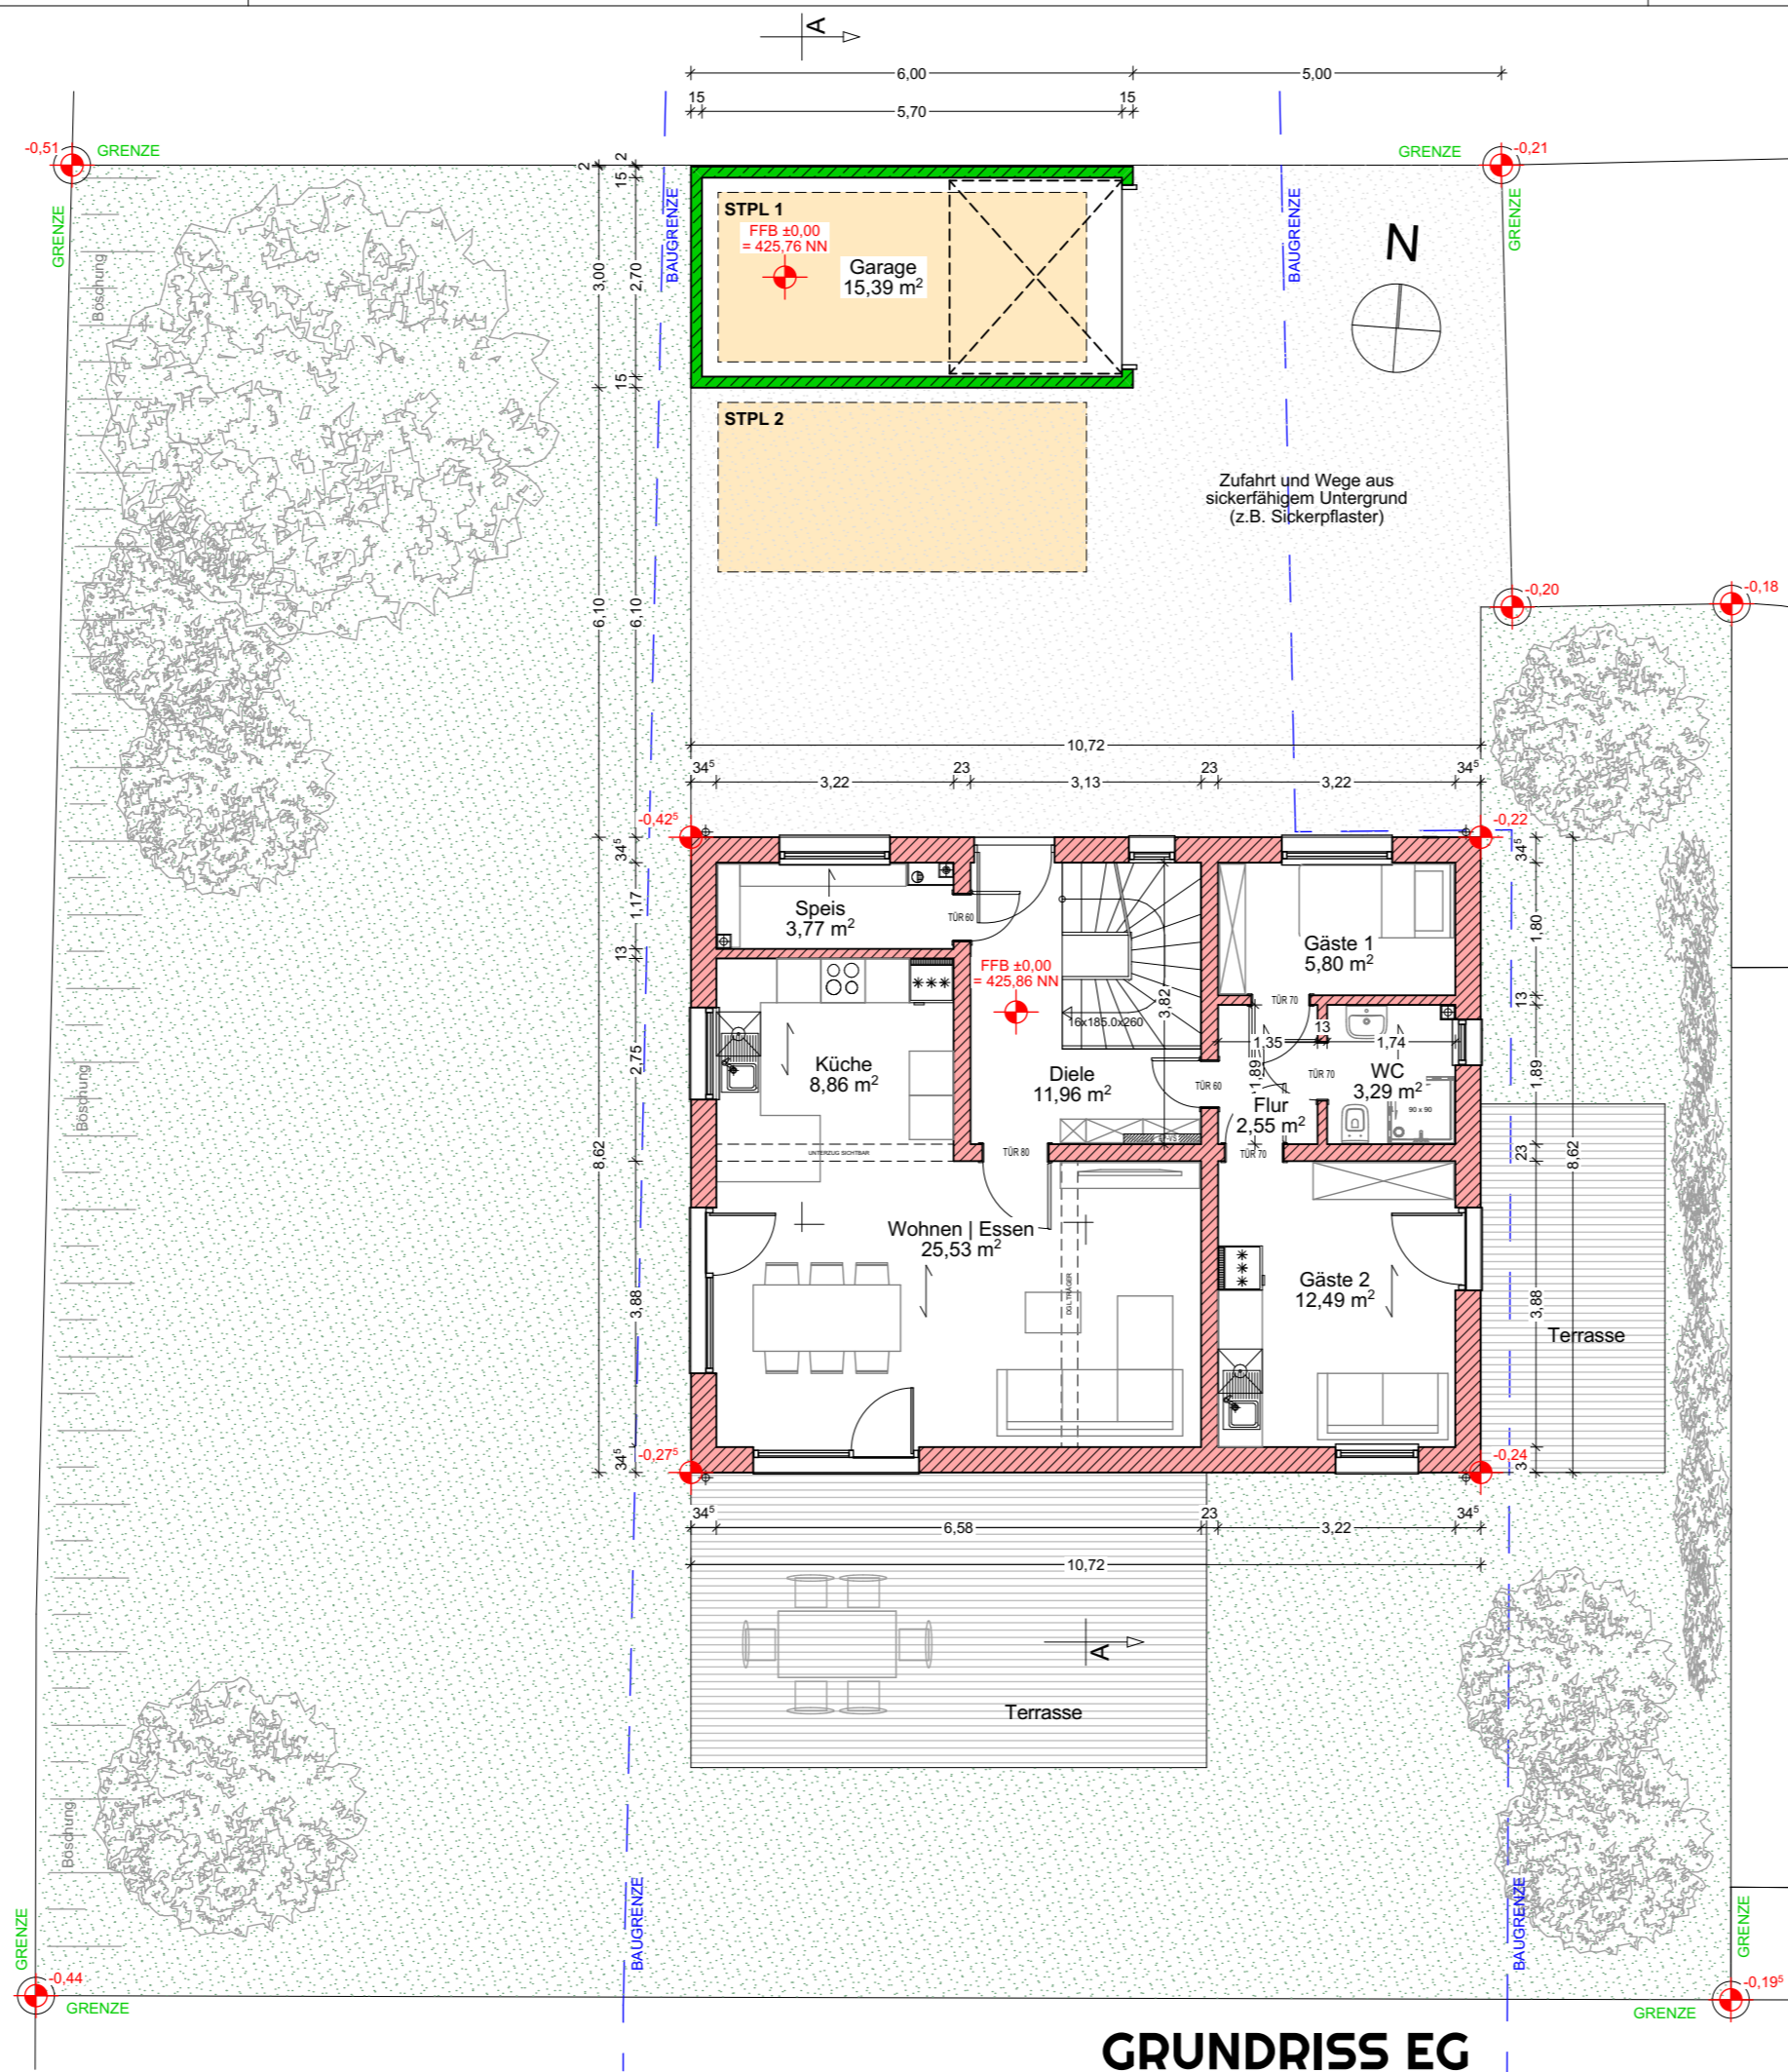 A
6,00
5,00
15
5,70
15
-0,51
GRENZE
GRENZE
-0,21
GRENZE
GRENZE
2
2
15
3,00
2,70
15
BAUGRENZE
BAUGRENZE
Böschung
STPL 1
FFB ±0,00
= 425,76 NN
Garage
15,39 m²
N
STPL 2
Zufahrt und Wege aus
sickerfähigem Untergrund
(z.B. Sickerpflaster)
6,10
6,10
-0,20
-0,18
10,72
34⁵
3,22
23
3,13
23
3,22
34⁵
-0,42⁵
-0,22
34⁵
1,17
13
2,75
8,62
3,88
34⁵
34⁵
1,80
13
1,89
23
8,62
3,88
Speis
3,77 m²
TÜR 60
Gäste 1
5,80 m²
FFB ±0,00
= 425,86 NN
3,82
16x185.0x260
TÜR 70
13
1,35
1,74
1,89
Küche
8,86 m²
Diele
11,96 m²
TÜR 60
TÜR 70
WC
3,29 m²
90 x 90
Flur
2,55 m²
Böschung
UNTERZUG SICHTBAR
TÜR 80
TÜR 70
Wohnen | Essen
25,53 m²
DGL.TRÄGER
Gäste 2
12,49 m²
Terrasse
-0,27⁵
-0,24
34⁵
6,58
23
3,22
34⁵
10,72
A
Terrasse
Böschung
GRENZE
BAUGRENZE
BAUGRENZE
GRENZE
-0,44
GRENZE
-0,19⁵
GRENZE
GRUNDRISS EG